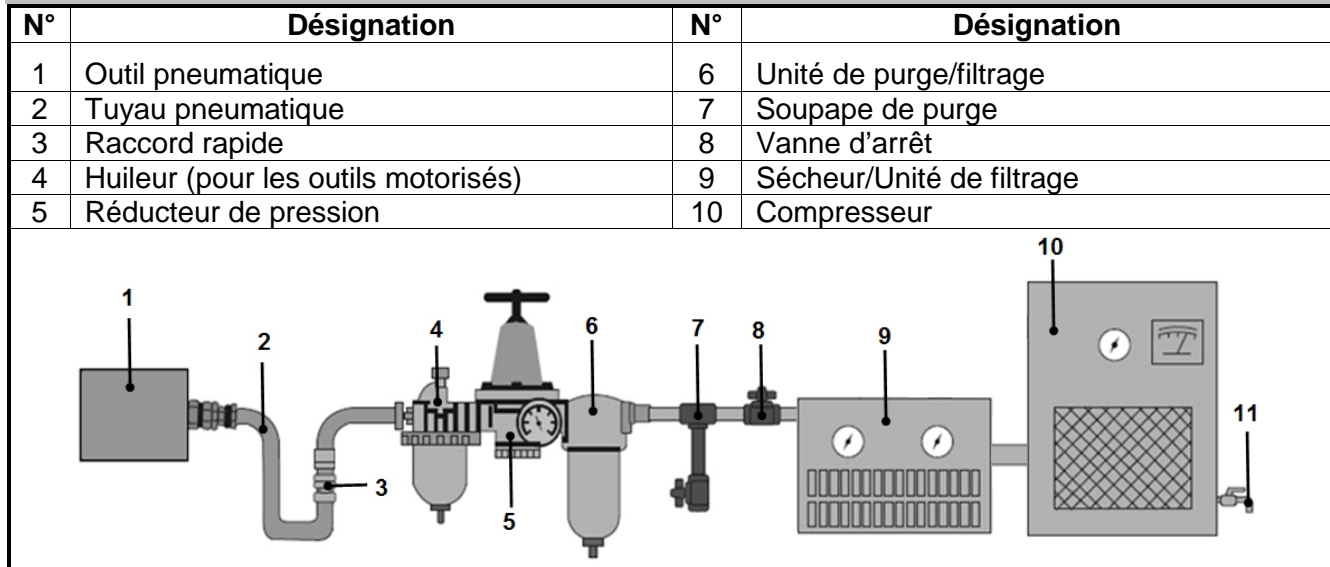 N° Désignation N° Désignation
1 Outil pneumatique 6 Unité de purge/filtrage
2 Tuyau pneumatique 7 Soupape de purge
3 Raccord rapide 8 Vanne d'arrêt
4 Huileur (pour les outils motorisés) 9 Sécheur/Unité de filtrage
5 Réducteur de pression 10 Compresseur
10
1
2
4
6
7
8
9
11
3
5